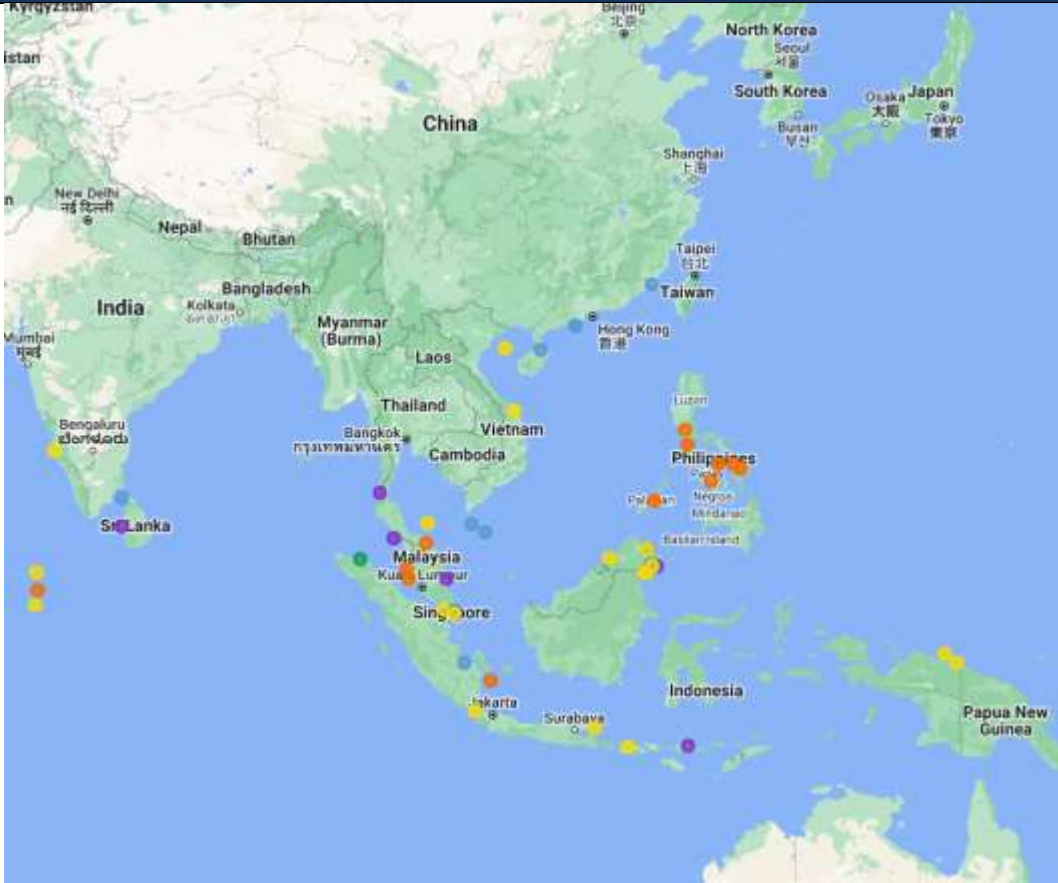 Kyrgyzstan
Beijing
北京
North Korea
Seoul
서울
istan
South Korea
Japan
Osaka
大阪
Tokyo
東京
Busan
부산
China
Shanghai
上海
New Delhi
नई दिल्ली
n
Nepal
Bhutan
Taipei
台北
Bangladesh
Taiwan
India
Kolkata
Myanmar
(Burma)
Hong Kong
香港
Mumbai
मुंबई
Laos
Thailand
Luzon
Bengaluru
ಬೆಂಗಳೂರು
Vietnam
Bangkok
กรุงเทพมหานคร
Cambodia
Philippines
Negros
Mindanao
Sri Lanka
Basilan Island
Malaysia
Kuala Lumpur
Singapore
Indonesia
Jakarta
Surabaya
Papua New
Guinea